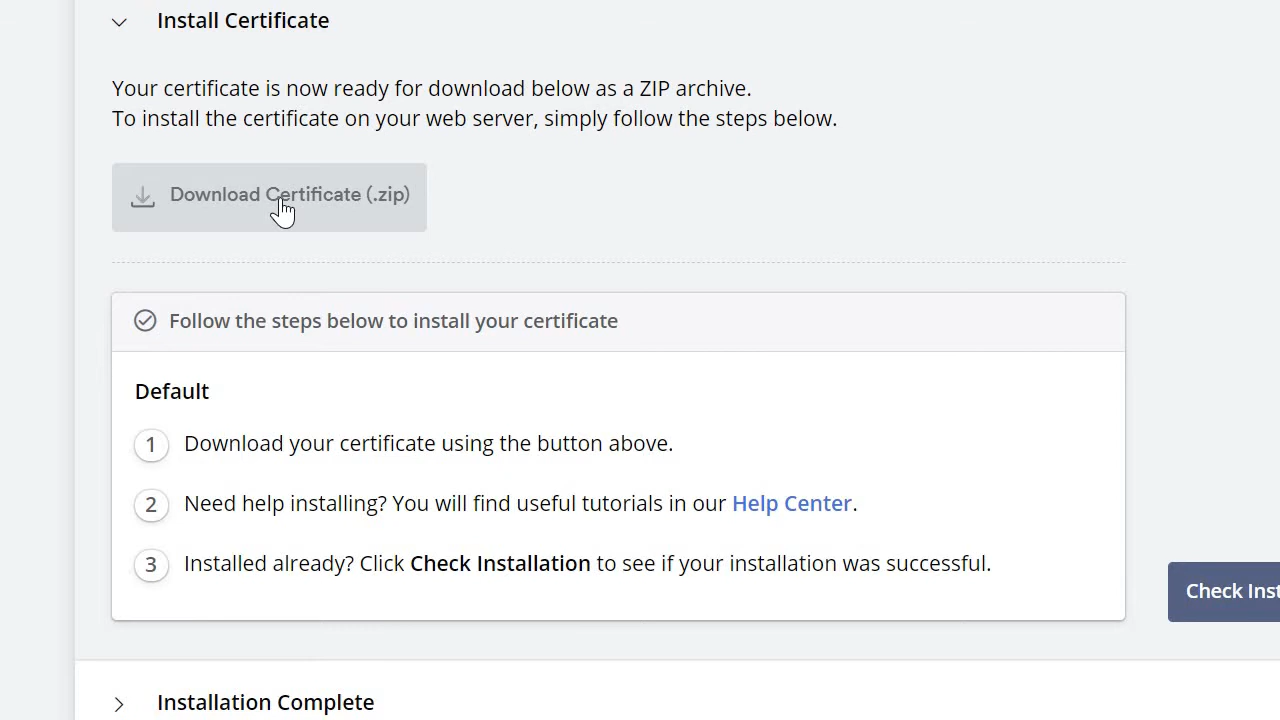 Install Certificate
Your certificate is now ready for download below as a ZIP archive.
To install the certificate on your web server, simply follow the steps below.
Download Certificate (.zip)
Follow the steps below to install your certificate
Default
1 Download your certificate using the button above.
2 Need help installing? You will find useful tutorials in our Help Center.
3 Installed already? Click Check Installation to see if your installation was successful.
Check Inst
Installation Complete